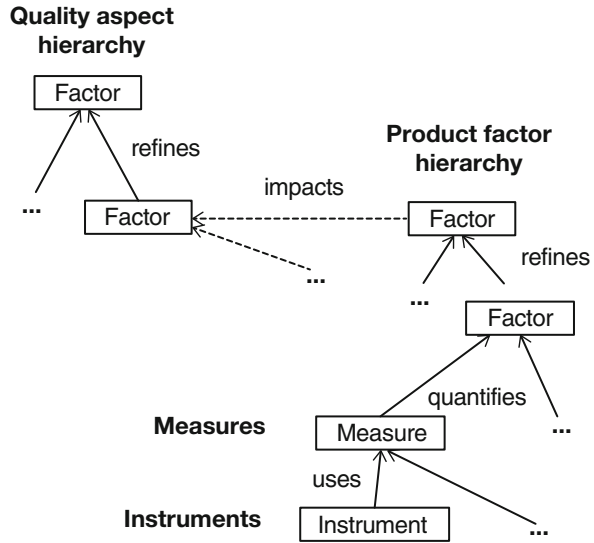 Quality aspect
hierarchy
Factor
refines
...
Factor
impacts
...
Product factor
hierarchy
Factor
refines
...
Factor
quantifies
...
Measures
Measure
uses
Instruments
Instrument
...